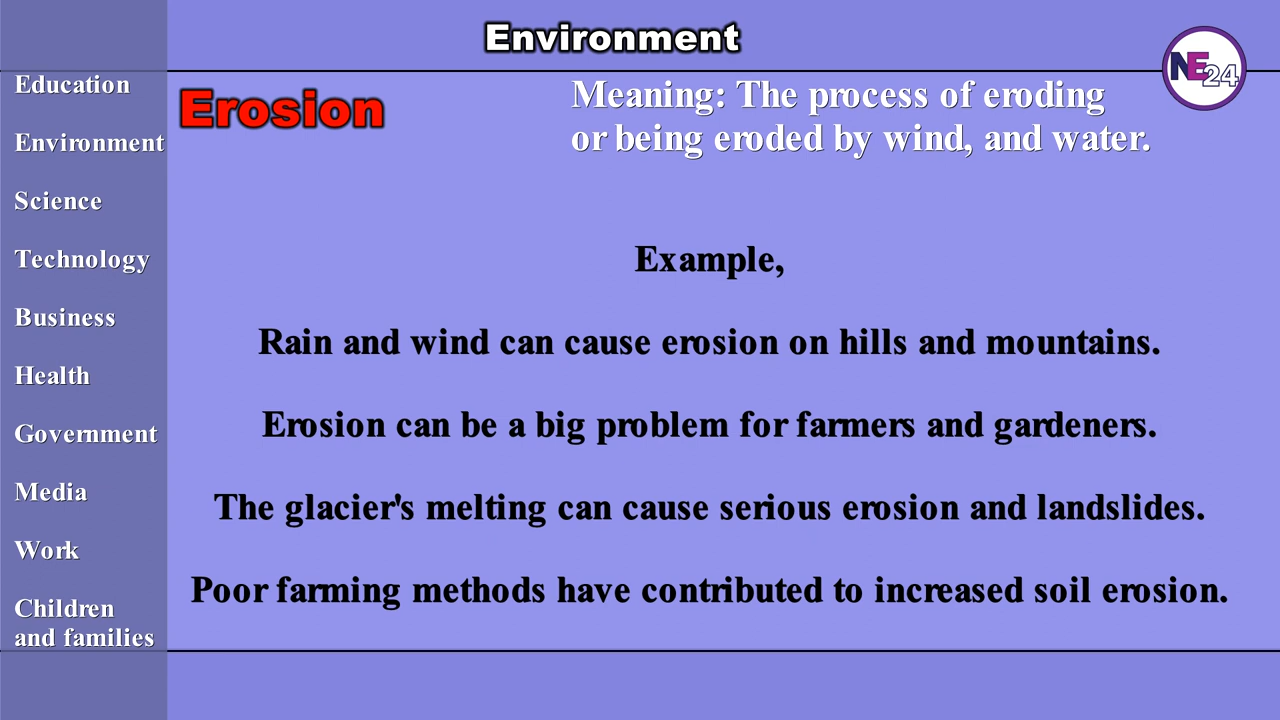 Environment
NE24
Education
Environment
Science
Technology
Business
Health
Government
Media
Work
Children
and families
Erosion
Meaning: The process of eroding
or being eroded by wind, and water.
Example,
Rain and wind can cause erosion on hills and mountains.
Erosion can be a big problem for farmers and gardeners.
The glacier's melting can cause serious erosion and landslides.
Poor farming methods have contributed to increased soil erosion.